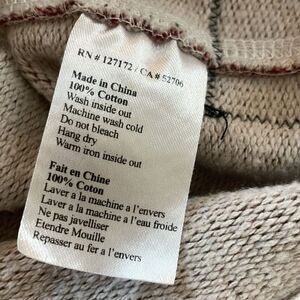 RN # 127172 / CA # 52706
Made in China
100% Cotton
Wash inside out
Machine wash cold
Do not bleach
Hang dry
Warm iron inside out
Fait en Chine
100% Coton
Laver a la machine a l'envers
Laver a la machine a l'eau froide
Ne pas javelliser
Etendre Mouille
Repasser au fer a l'envers